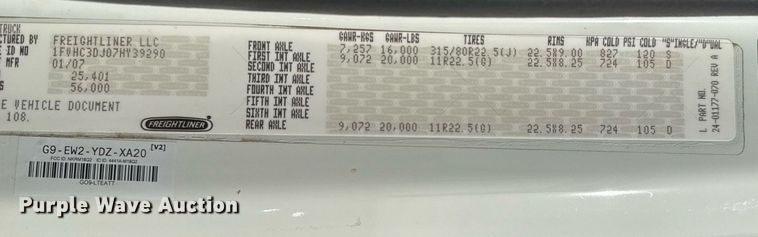 TRUCK
CTURED BY FREIGHTLINER LLC
E ID NO 1FVHC3DJ07HY39290
MFR 01/07
25,401
S 56,000
E VEHICLE DOCUMENT
108.
FREIGHTLINER
GAWR-KGS GAWR-LBS TIRES RIMS KPA COLD PSI COLD "S"INGLE/"D"UAL
FRONT AXLE 7,257 16,000 315/80R22.5(J) 22.5X9.00 827 120 S
FIRST INT AXLE 9,072 20,000 11R22.5(G) 22.5X8.25 724 105 D
SECOND INT AXLE
THIRD INT AXLE
FOURTH INT AXLE
FIFTH INT AXLE
SIXTH INT AXLE
REAR AXLE 9,072 20,000 11R22.5(G) 22.5X8.25 724 105 D
L PART NO.
24-01177-070 REV A
G9-EW2-YDZ-XA20 [V2]
GO9-LTEATT
Purple Wave Auction